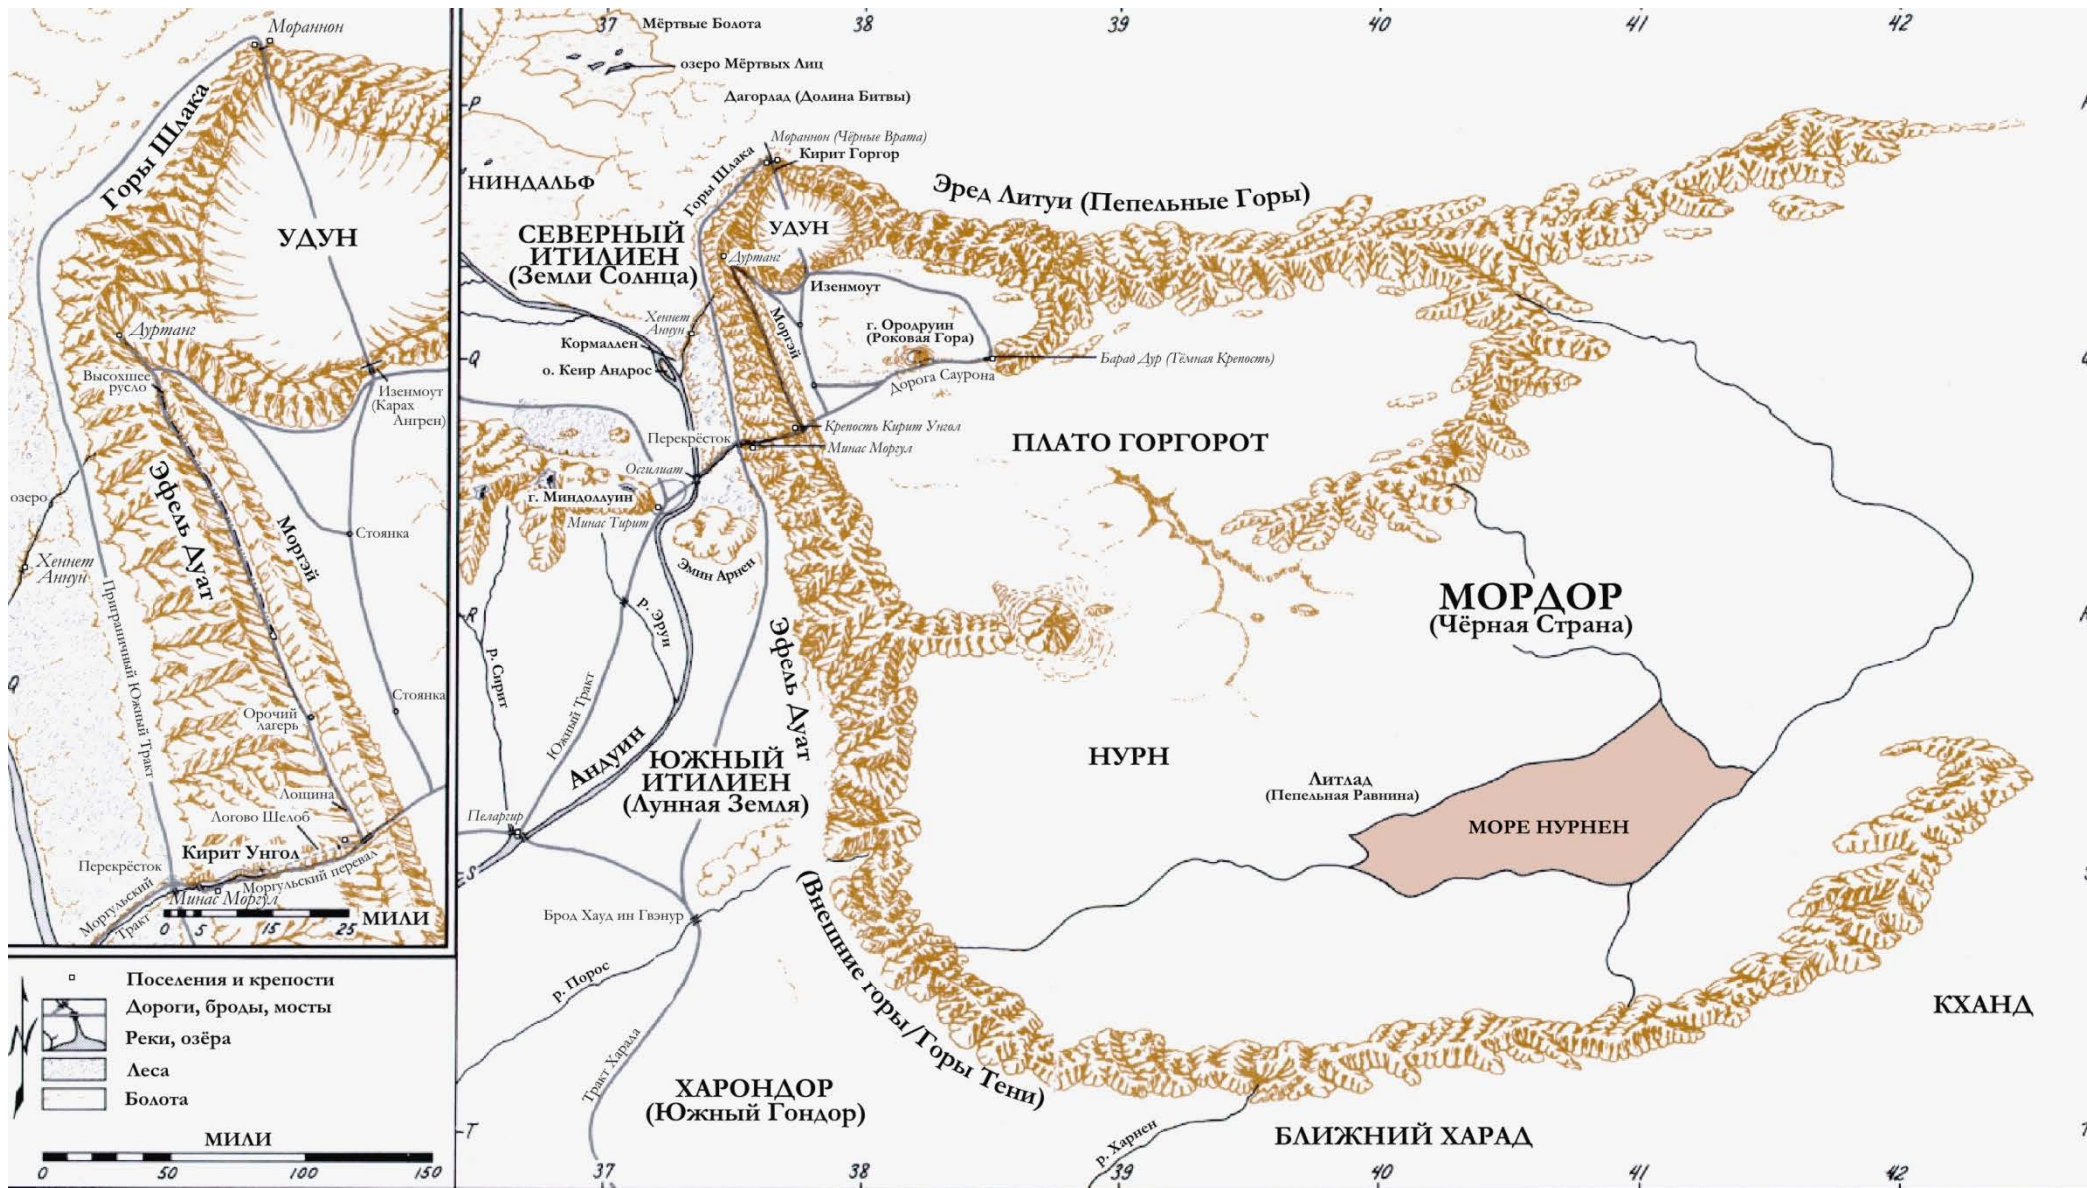 Мораннон
Горы Шлака
УДУН
Дуртанг
Высохшее
русло
Изенмоут
(Карах
Ангрен)
озеро
Эфель Дуат
Моргэй
Стоянка
Хеннет
Аннун
Приграничный Южный Тракт
Q
Стоянка
Орочий
лагерь
Лощина
Логово Шелоб
Кирит Унгол
Перекрёсток
Моргульский перевал
Моргульский
Тракт
Минас Моргул
МИЛИ
0 5 15 25
Поселения и крепости
Дороги, броды, мосты
Реки, озёра
Леса
Болота
N
МИЛИ
0 50 100 150
37 38 39 40 41 42
Мёртвые Болота
озеро Мёртвых Лиц
Дагорлад (Долина Битвы)
P
Мораннон (Чёрные Врата)
Кирит Горгор
НИНДАЛЬФ
Горы Шлака
Эред Литуи (Пепельные Горы)
УДУН
СЕВЕРНЫЙ
ИТИЛИЕН
(Земли Солнца)
Дуртанг
Изенмоут
Хеннет
Аннун
Моргэй
г. Ородруин
(Роковая Гора)
Кормаллен
Q
о. Кеир Андрос
Барад Дур (Тёмная Крепость)
Дорога Саурона
Крепость Кирит Унгол
Перекрёсток
Минас Моргул
ПЛАТО ГОРГОРОТ
Осгилиат
г. Миндоллуин
Минас Тирит
Эмин Арнен
МОРДОР
(Чёрная Страна)
R
р. Эруи
р. Сирит
Эфель Дуат
Южный Тракт
Андуин
ЮЖНЫЙ
ИТИЛИЕН
(Лунная Земля)
НУРН
Литлад
(Пепельная Равнина)
Пеларгир
МОРЕ НУРНЕН
S
Брод Хауд ин Гвэнур
(Внешние горы/Горы Тени)
р. Порос
КХАНД
Тракт Харада
ХАРОНДОР
(Южный Гондор)
T
р. Харнен
БЛИЖНИЙ ХАРАД
37 38 39 40 41 42